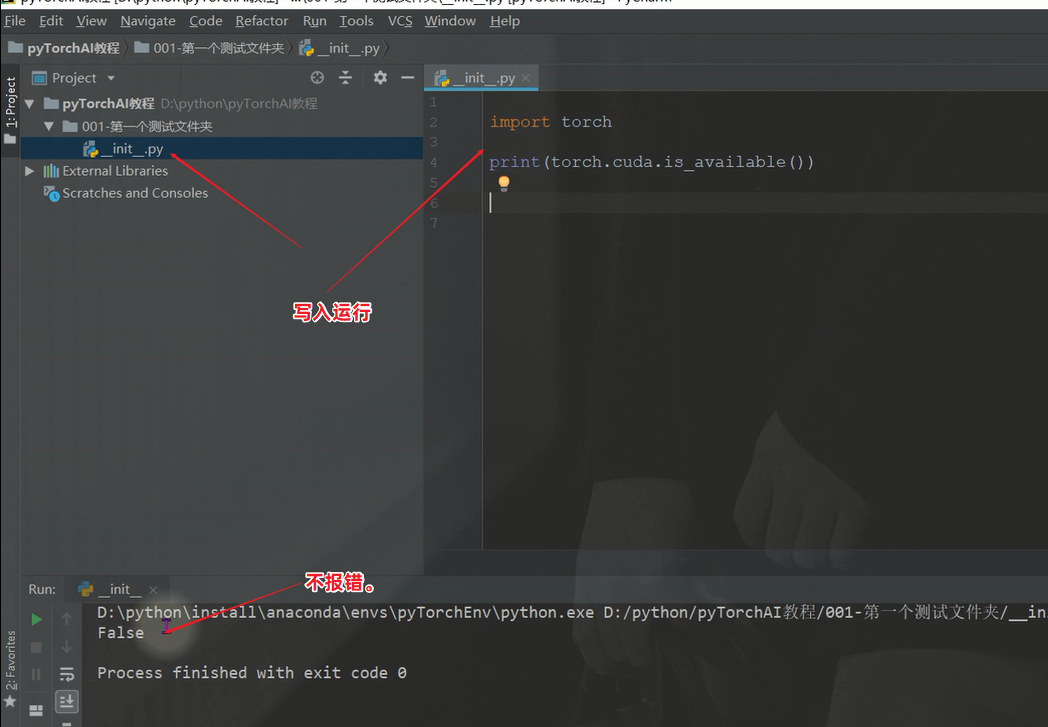 File Edit View Navigate Code Refactor Run Tools VCS Window Help
pyTorchAI教程 001-第一个测试文件夹 __init__.py
1: Project
Project
__init__.py
pyTorchAI教程 D:\python\pyTorchAI教程
001-第一个测试文件夹
__init__.py
External Libraries
Scratches and Consoles
1
2 import torch
3
4 print(torch.cuda.is_available())
5
6
7
写入运行
不报错。
Run: __init__
D:\python\install\anaconda\envs\pyTorchEnv\python.exe D:/python/pyTorchAI教程/001-第一个测试文件夹/__in
False
Process finished with exit code 0
2: Favorites